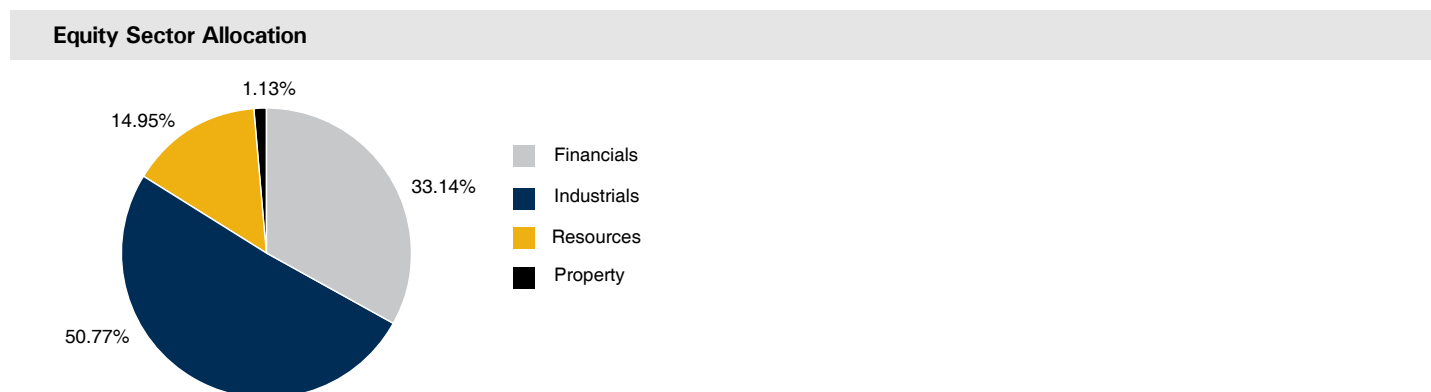 Equity Sector Allocation
1.13%
14.95%
33.14%
50.77%
Financials
Industrials
Resources
Property